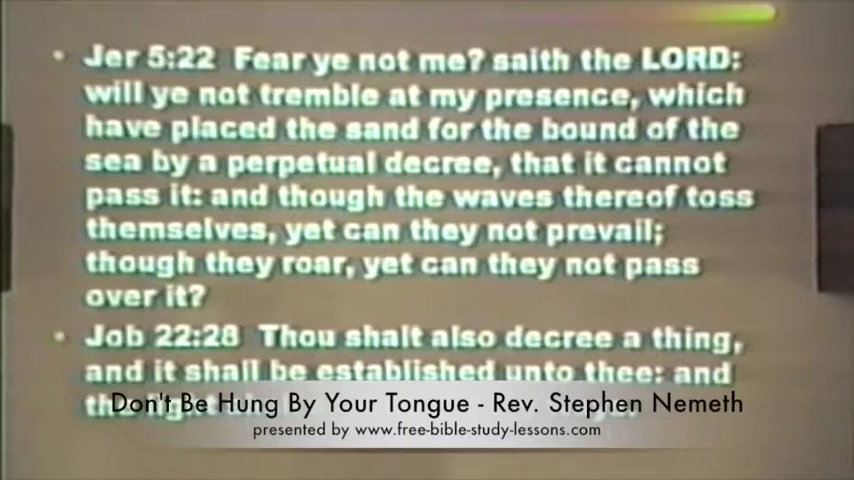 • Jer 5:22 Fear ye not me? saith the LORD:
will ye not tremble at my presence, which
have placed the sand for the bound of the
sea by a perpetual decree, that it cannot
pass it: and though the waves thereof toss
themselves, yet can they not prevail;
though they roar, yet can they not pass
over it?
• Job 22:28 Thou shalt also decree a thing,
and it shall be established unto thee: and
Don't Be Hung By Your Tongue - Rev. Stephen Nemeth
presented by www.free-bible-study-lessons.com